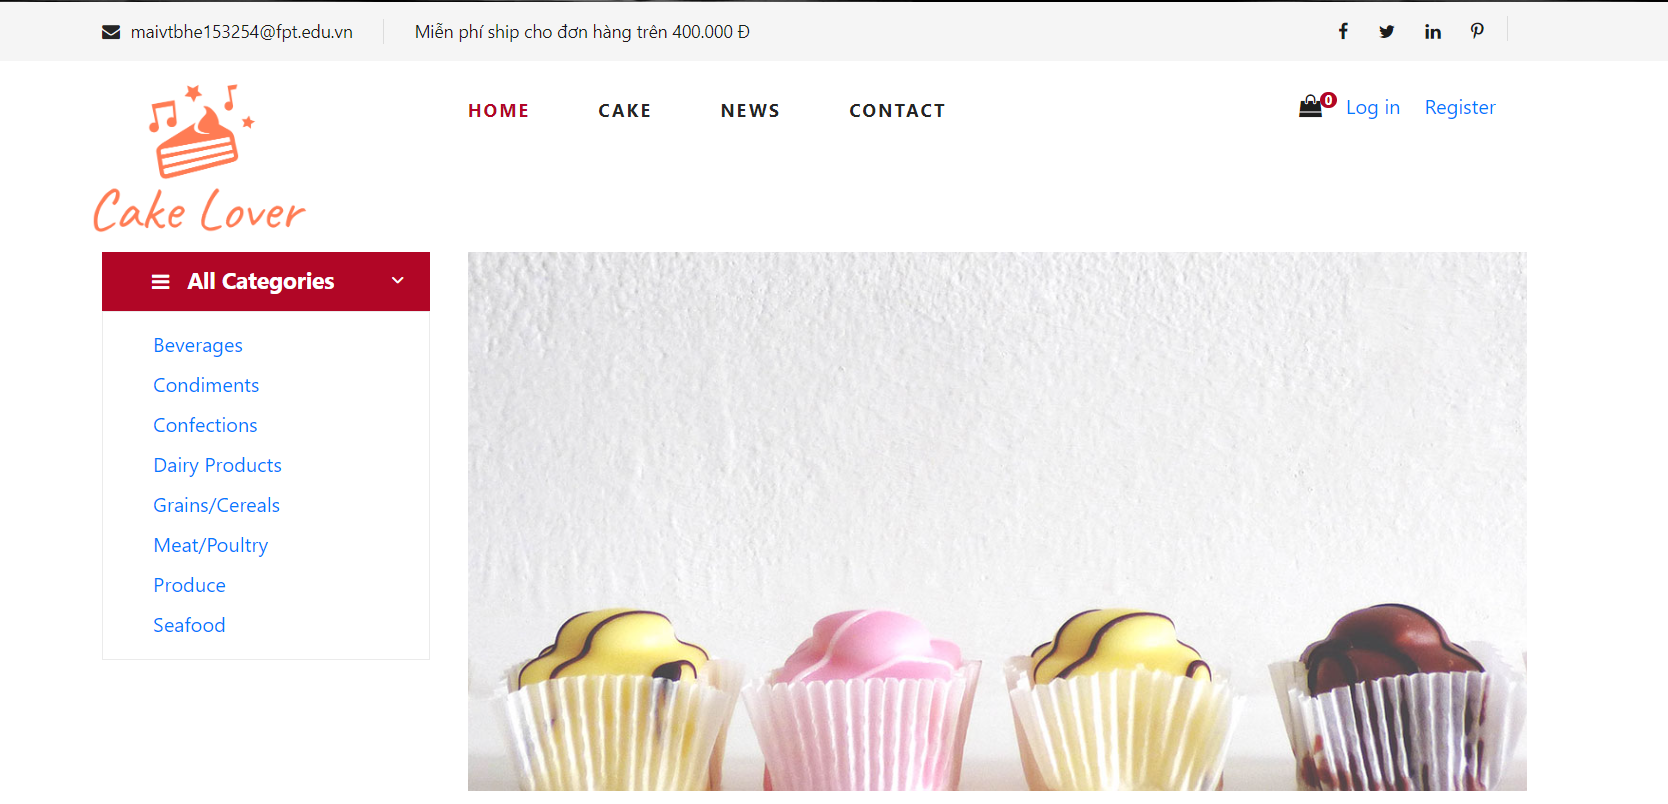 maivtbhe153254@fpt.edu.vn
Miễn phí ship cho đơn hàng trên 400.000 Đ
Cake Lover
HOME
CAKE
NEWS
CONTACT
0
Log in
Register
All Categories
Beverages
Condiments
Confections
Dairy Products
Grains/Cereals
Meat/Poultry
Produce
Seafood